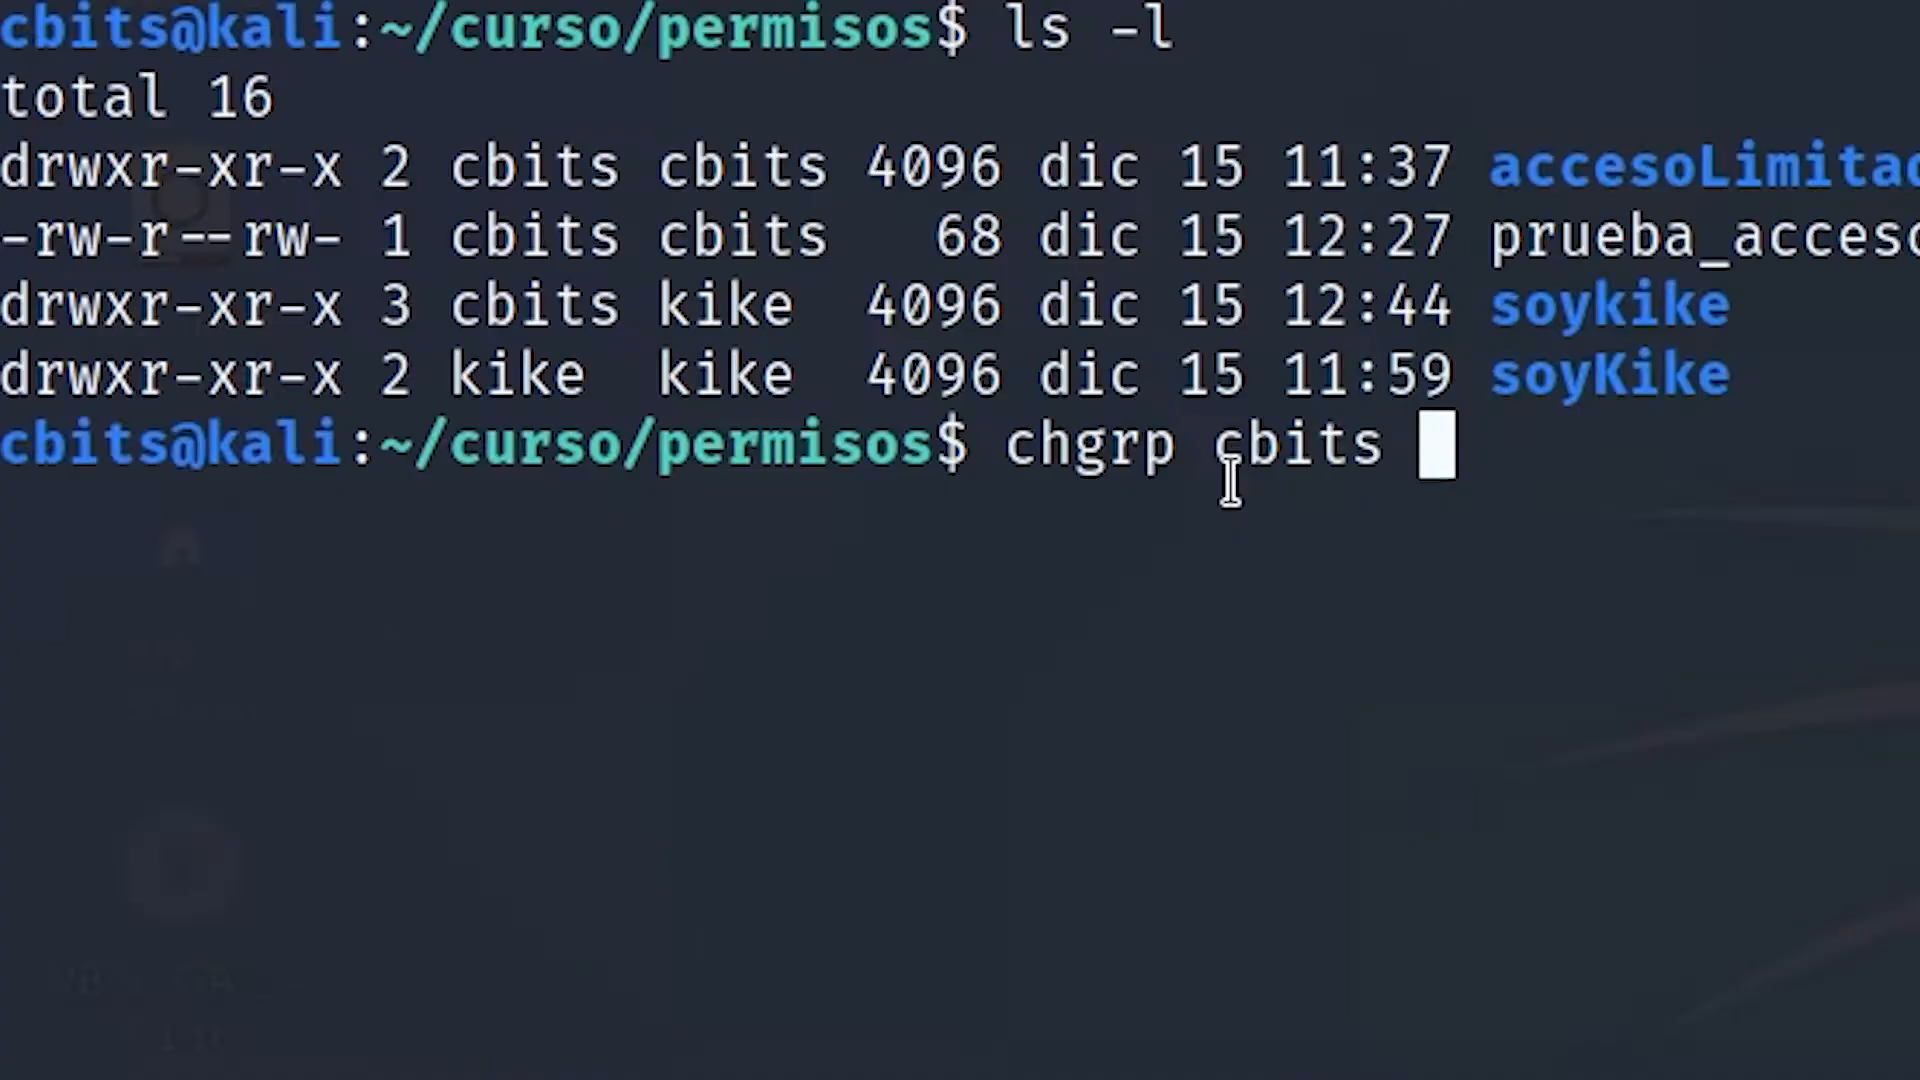 cbits@kali:~/curso/permisos$ ls -l
total 16
drwxr-xr-x 2 cbits cbits 4096 dic 15 11:37 accesoLimitad
-rw-r--rw- 1 cbits cbits 68 dic 15 12:27 prueba_acceso
drwxr-xr-x 3 cbits kike 4096 dic 15 12:44 soykike
drwxr-xr-x 2 kike kike 4096 dic 15 11:59 soyKike
cbits@kali:~/curso/permisos$ chgrp cbits